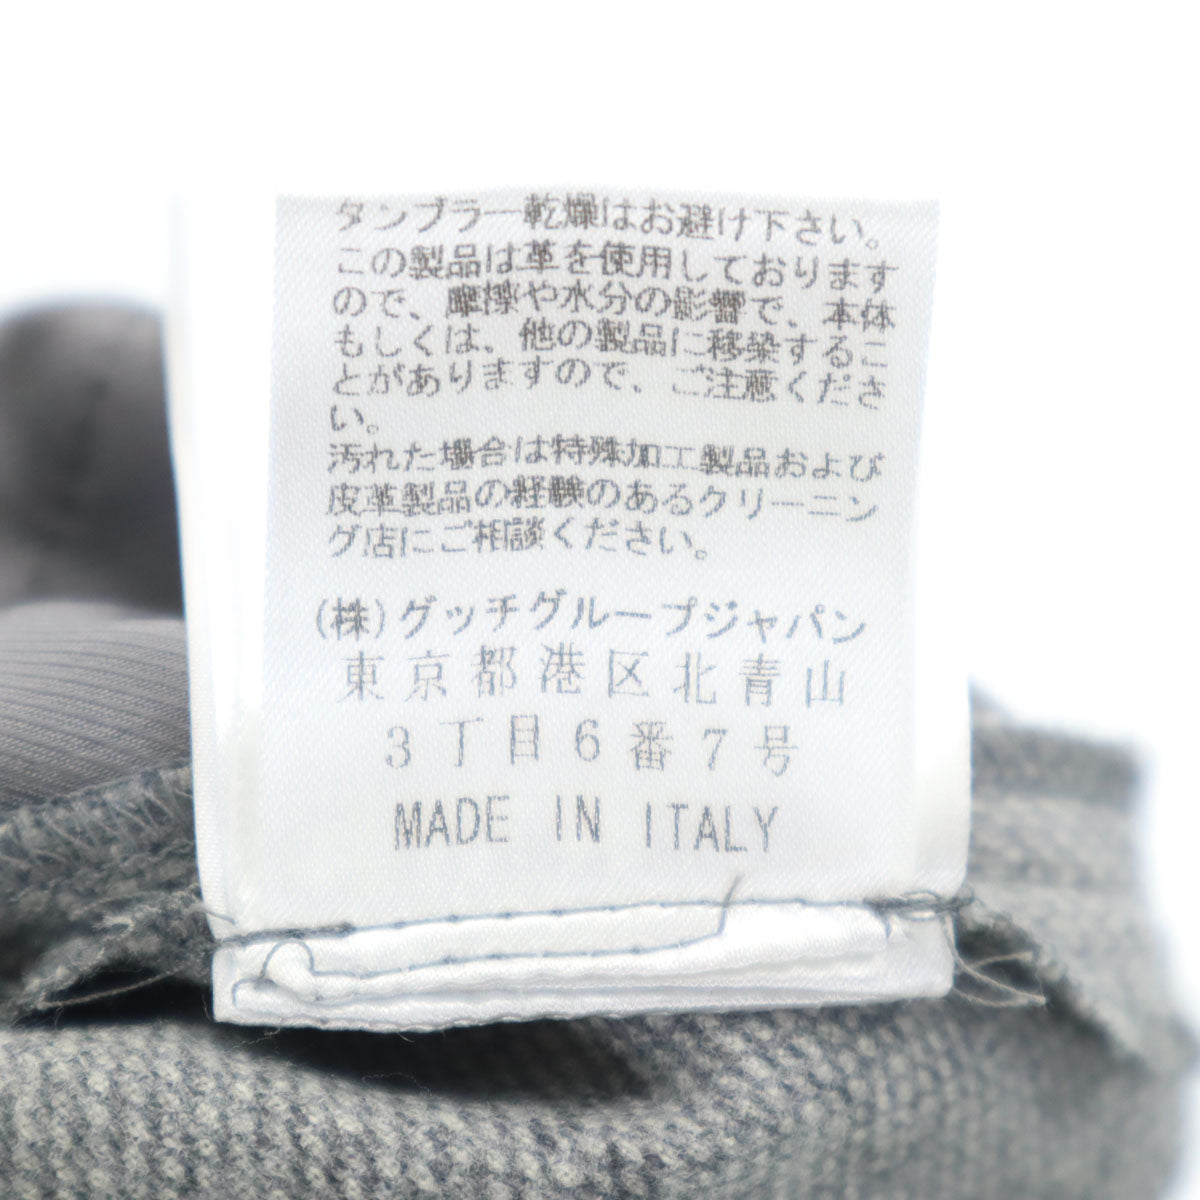 タンブラー乾燥はお避け下さい。
この製品は革を使用しております
ので、摩擦や水分の影響で、本体
もしくは、他の製品に移染するこ
とがありますので、ご注意くださ
い。
汚れた場合は特殊加工製品および
皮革製品の経験のあるクリーニン
グ店にご相談ください。
(株)グッチグループジャパン
東京都港区北青山
3丁目6番7号
MADE IN ITALY